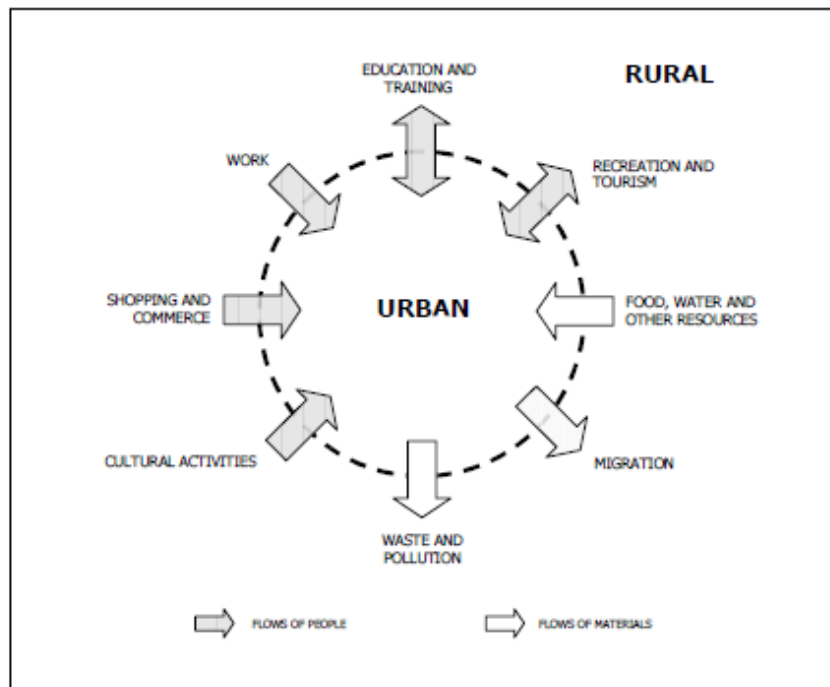 EDUCATION AND
TRAINING
RURAL
WORK
RECREATION AND
TOURISM
SHOPPING AND
COMMERCE
URBAN
FOOD, WATER AND
OTHER RESOURCES
CULTURAL ACTIVITIES
MIGRATION
WASTE AND
POLLUTION
FLOWS OF PEOPLE
FLOWS OF MATERIALS